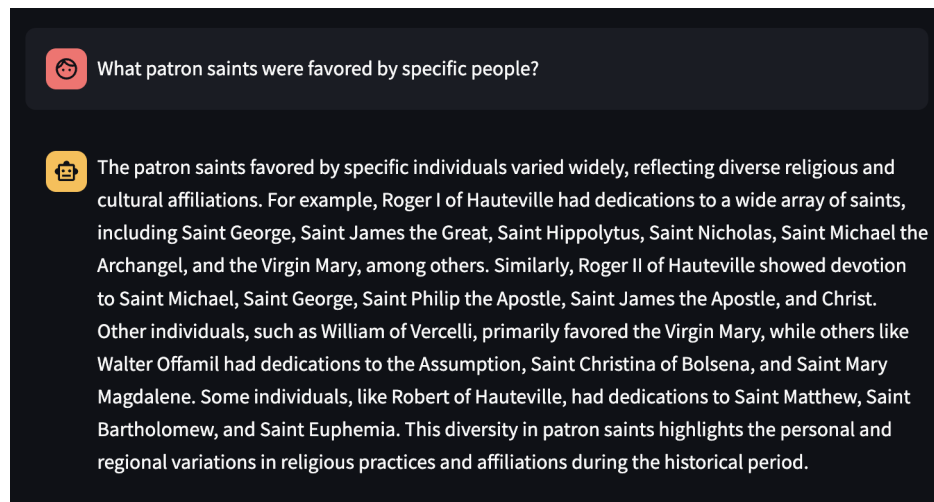 What patron saints were favored by specific people?
The patron saints favored by specific individuals varied widely, reflecting diverse religious and
cultural affiliations. For example, Roger I of Hauteville had dedications to a wide array of saints,
including Saint George, Saint James the Great, Saint Hippolytus, Saint Nicholas, Saint Michael the
Archangel, and the Virgin Mary, among others. Similarly, Roger II of Hauteville showed devotion
to Saint Michael, Saint George, Saint Philip the Apostle, Saint James the Apostle, and Christ.
Other individuals, such as William of Vercelli, primarily favored the Virgin Mary, while others like
Walter Offamil had dedications to the Assumption, Saint Christina of Bolsena, and Saint Mary
Magdalene. Some individuals, like Robert of Hauteville, had dedications to Saint Matthew, Saint
Bartholomew, and Saint Euphemia. This diversity in patron saints highlights the personal and
regional variations in religious practices and affiliations during the historical period.